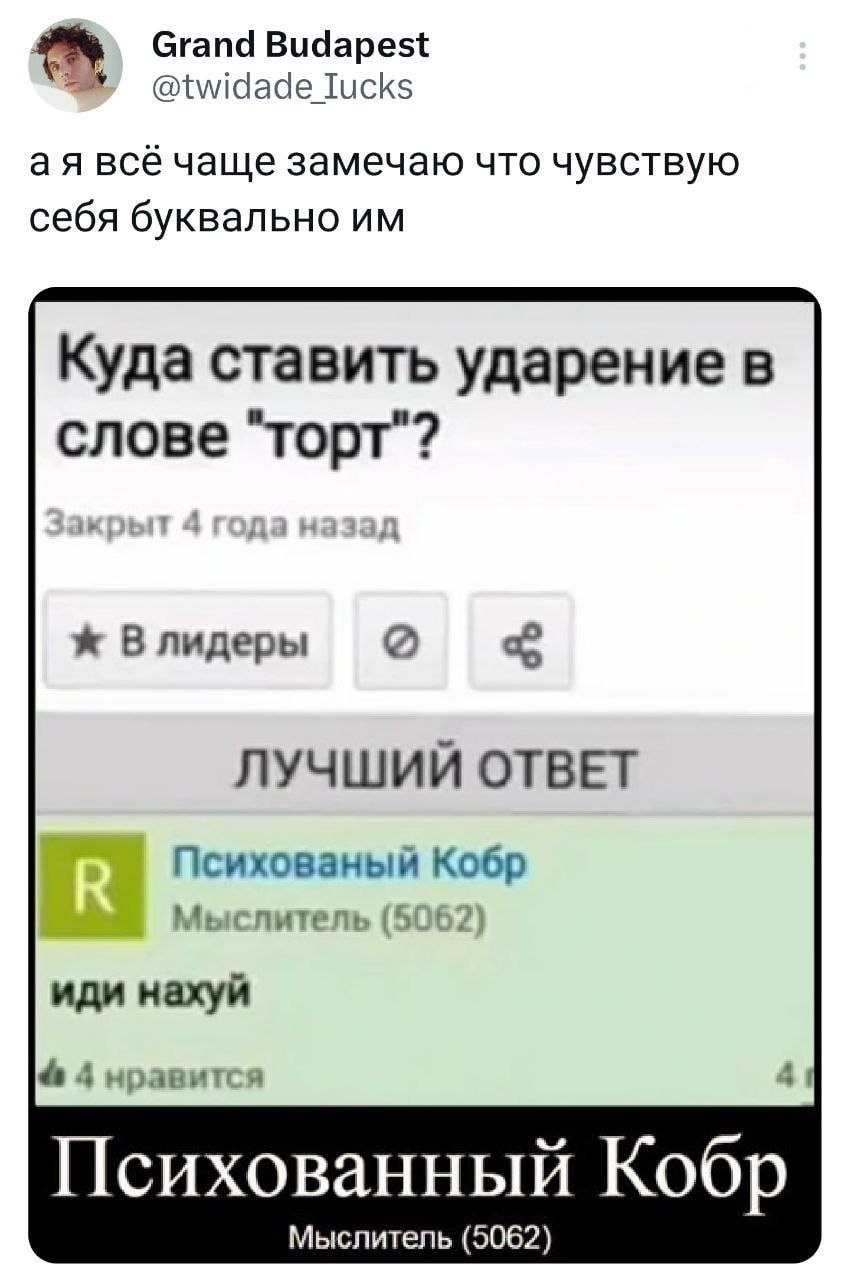 Grand Budapest
@twidade_Iucks
а я всё чаще замечаю что чувствую
себя буквально им
Куда ставить ударение в
слове "торт"?
Закрыт 4 года назад
★ В лидеры
ЛУЧШИЙ ОТВЕТ
R
Психованый Кобр
Мыслитель (5062)
иди нахуй
4 нравится
4 г
Психованный Кобр
Мыслитель (5062)